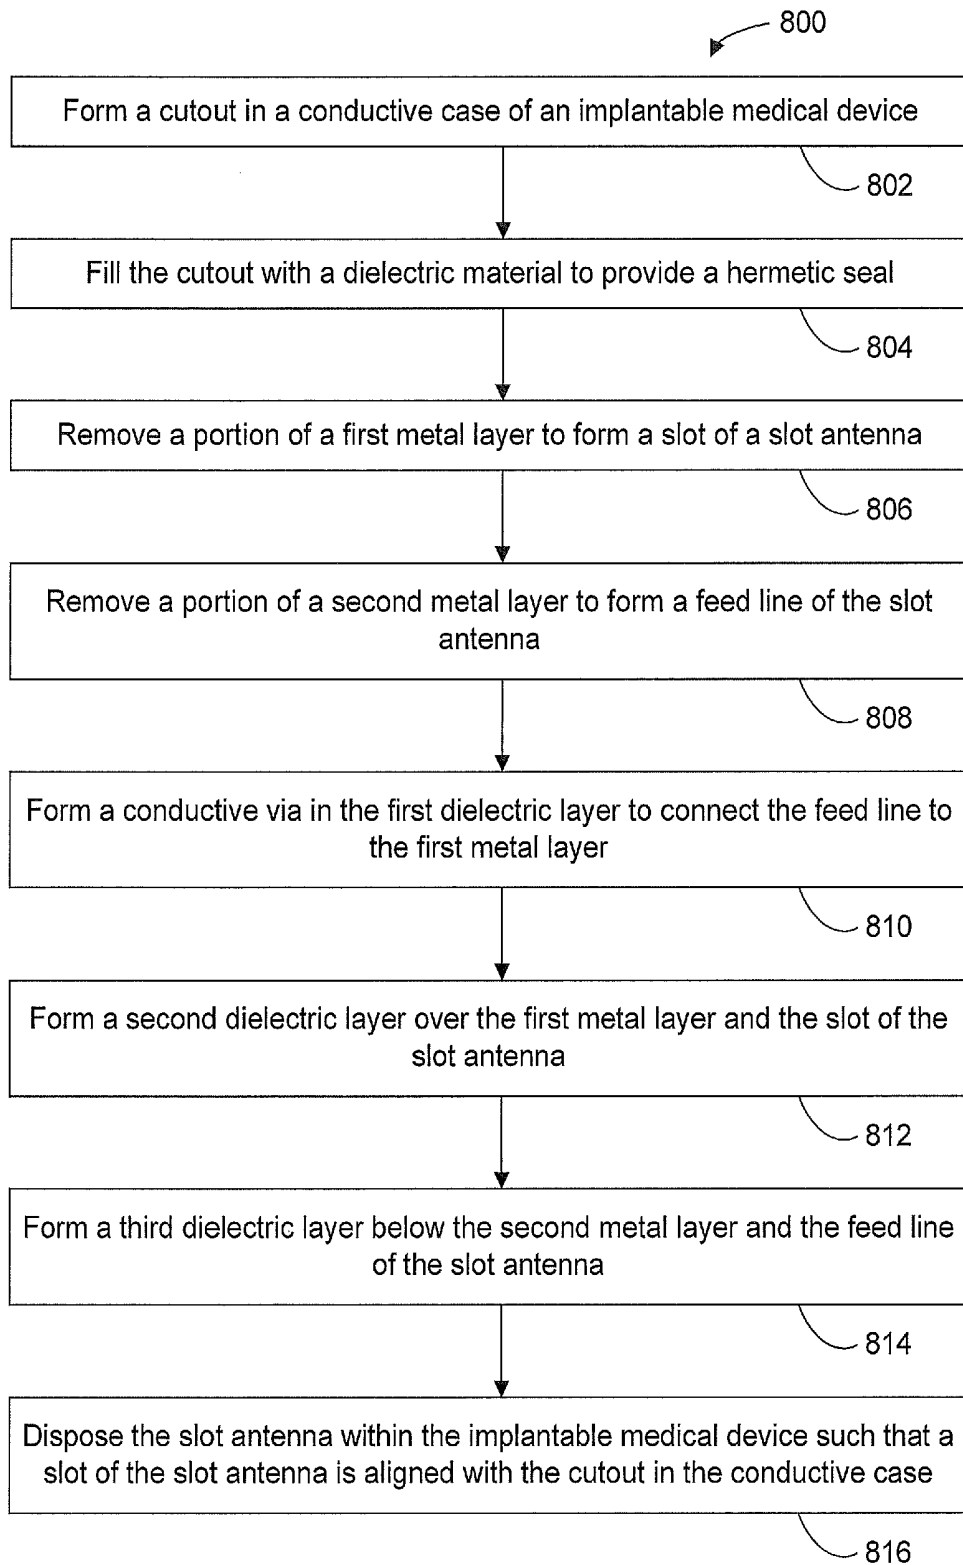 800
Form a cutout in a conductive case of an implantable medical device
802
Fill the cutout with a dielectric material to provide a hermetic seal
804
Remove a portion of a first metal layer to form a slot of a slot antenna
806
Remove a portion of a second metal layer to form a feed line of the slot
antenna
808
Form a conductive via in the first dielectric layer to connect the feed line to
the first metal layer
810
Form a second dielectric layer over the first metal layer and the slot of the
slot antenna
812
Form a third dielectric layer below the second metal layer and the feed line
of the slot antenna
814
Dispose the slot antenna within the implantable medical device such that a
slot of the slot antenna is aligned with the cutout in the conductive case
816